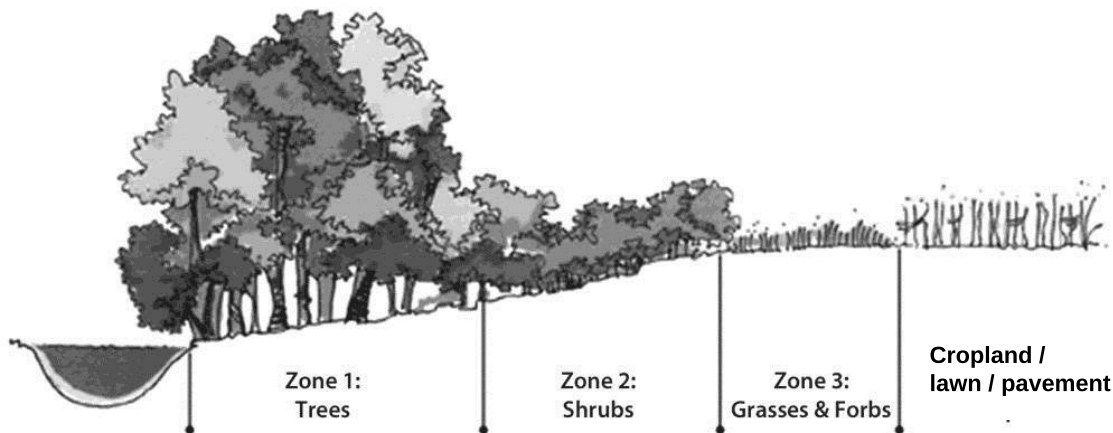 Zone 1:
Trees
Zone 2:
Shrubs
Zone 3:
Grasses & Forbs
Cropland /
lawn / pavement